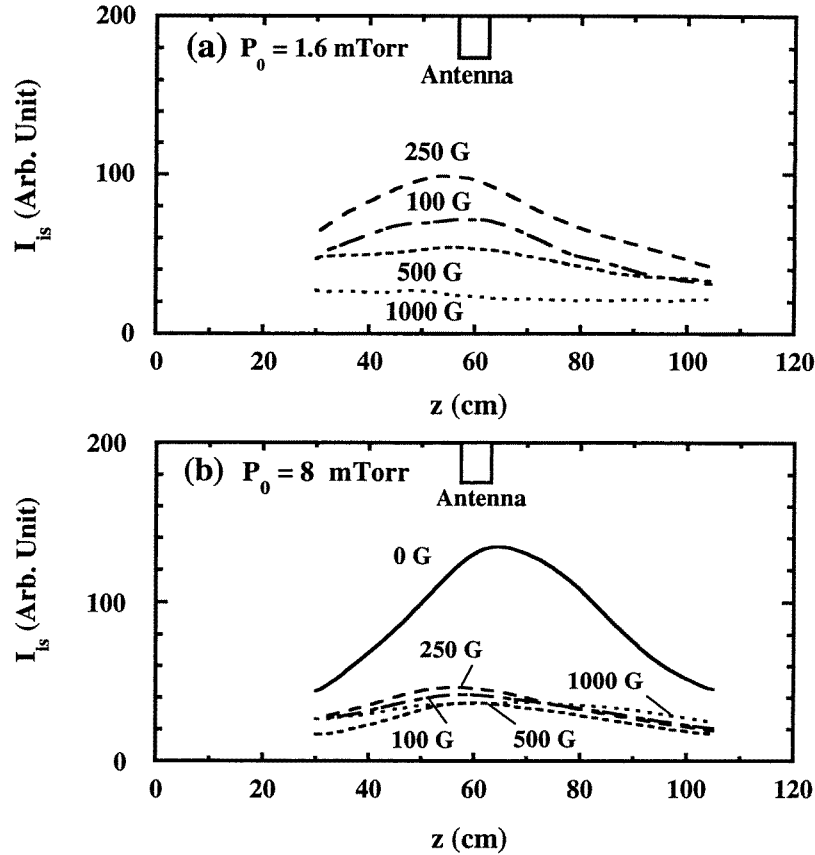 200
(a) P0 = 1.6 mTorr
Antenna
250 G
100 G
500 G
1000 G
100
0
Iis (Arb. Unit)
0 20 40 60 80 100 120
z (cm)
200
(b) P0 = 8 mTorr
Antenna
0 G
250 G
1000 G
100 G
500 G
100
0
Iis (Arb. Unit)
0 20 40 60 80 100 120
z (cm)